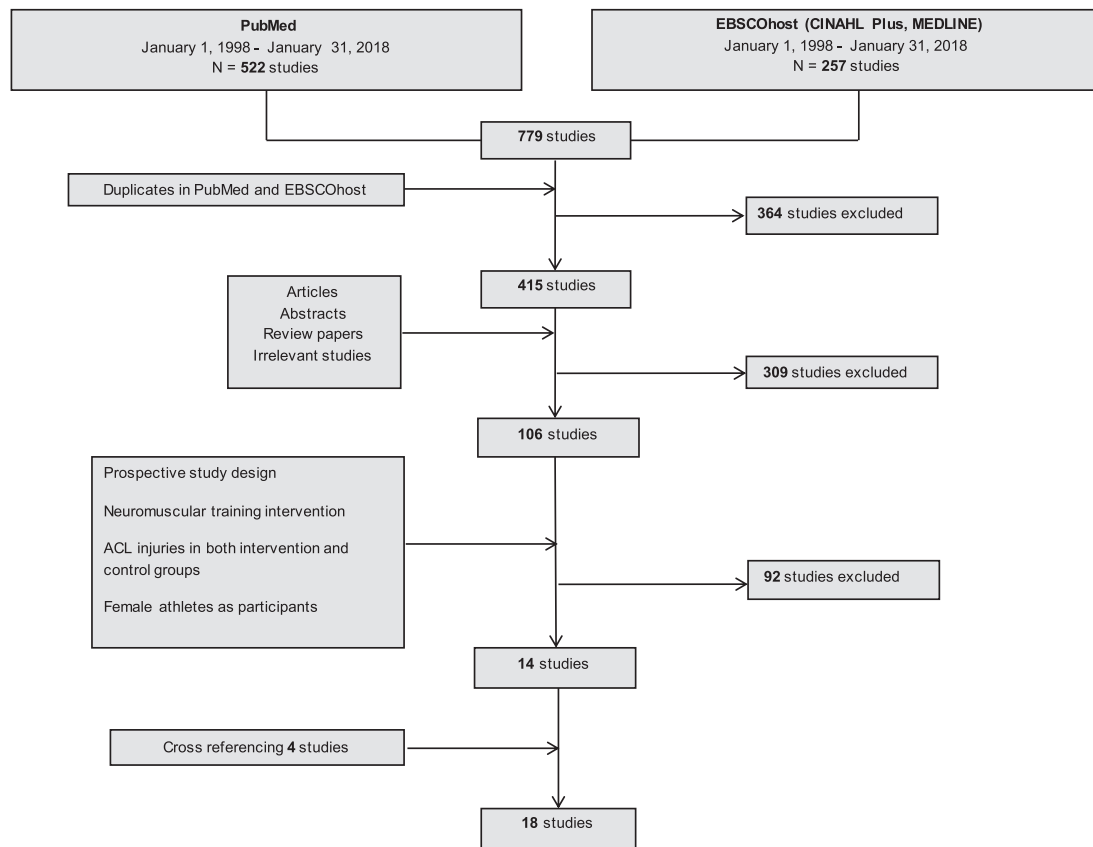 PubMed
January 1, 1998 - January 31, 2018
N = 522 studies
EBSCOhost (CINAHL Plus, MEDLINE)
January 1, 1998 - January 31, 2018
N = 257 studies
779 studies
Duplicates in PubMed and EBSCOhost
364 studies excluded
415 studies
Articles
Abstracts
Review papers
Irrelevant studies
309 studies excluded
106 studies
Prospective study design
Neuromuscular training intervention
ACL injuries in both intervention and
control groups
Female athletes as participants
92 studies excluded
14 studies
Cross referencing 4 studies
18 studies